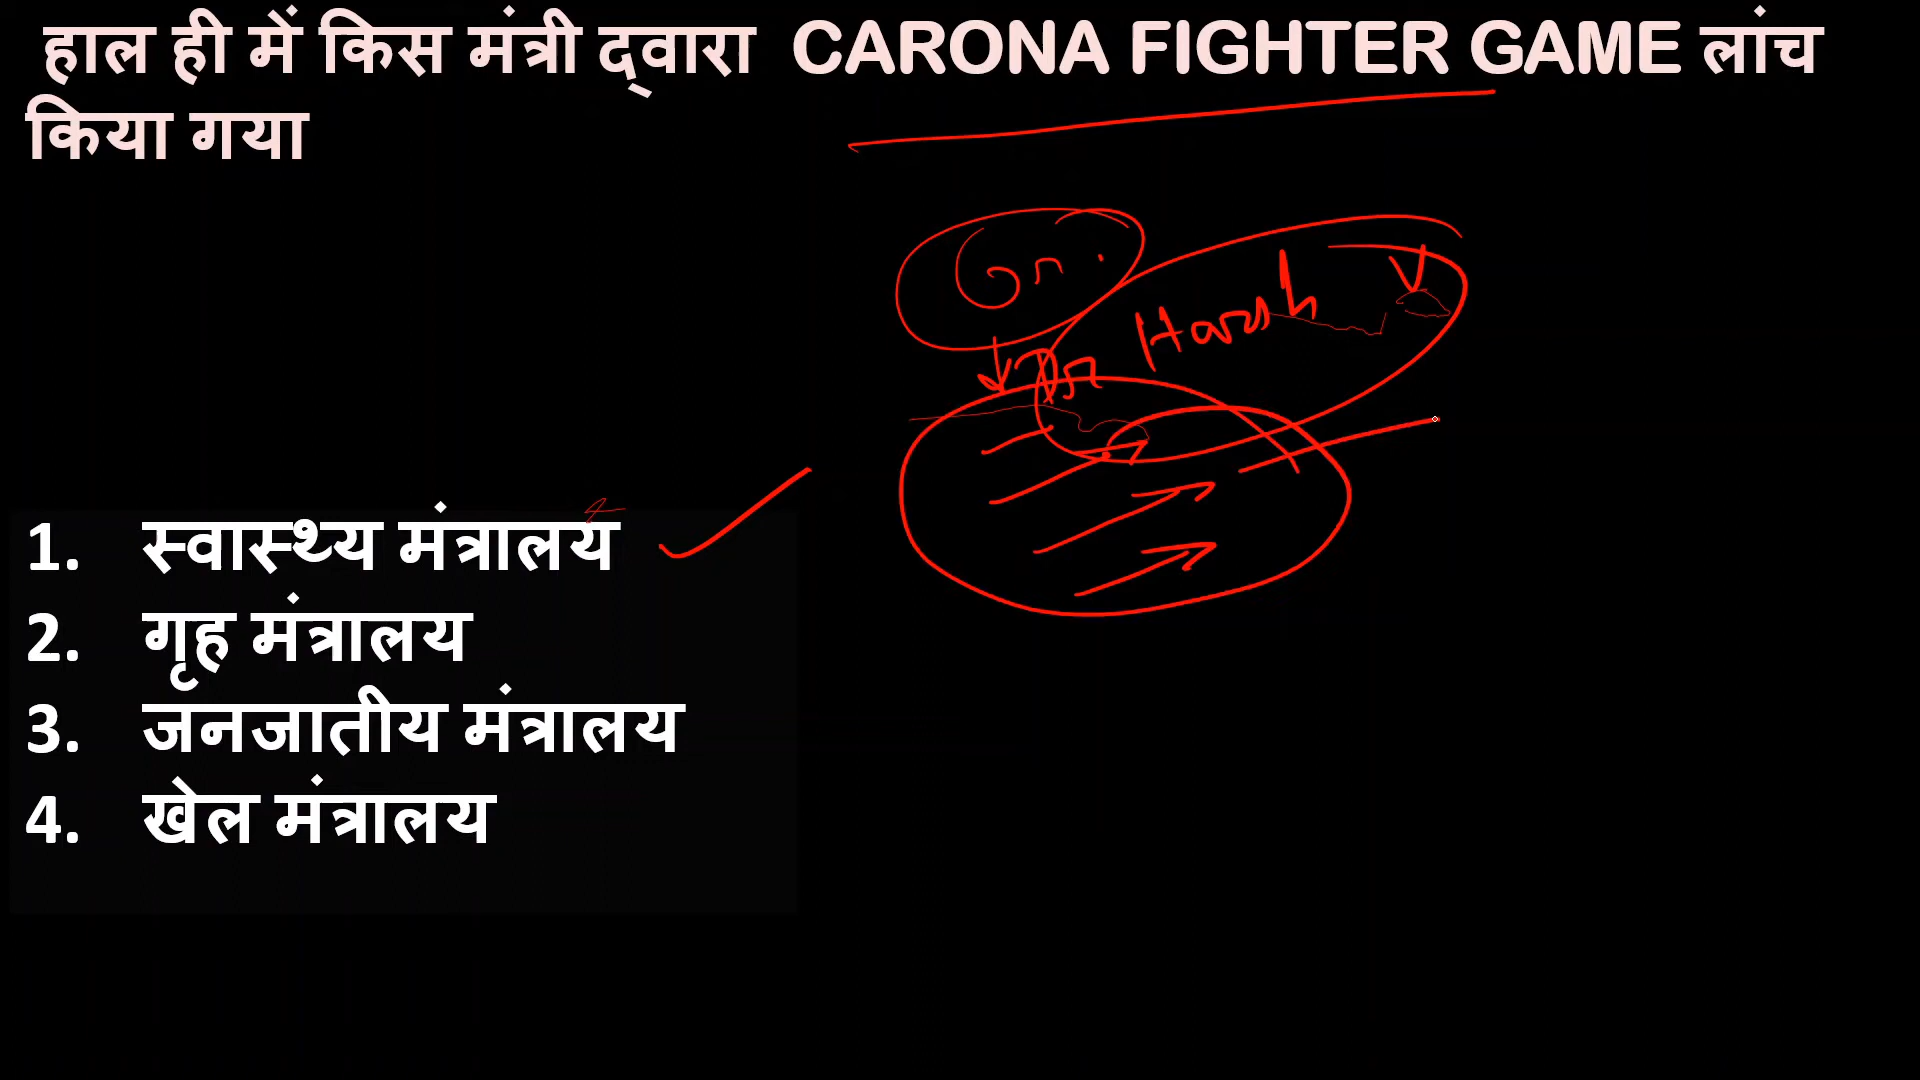 हाल ही में किस मंत्री द्वारा CARONA FIGHTER GAME लांच
किया गया
Dr Harsh V
1. स्वास्थ्य मंत्रालय
2. गृह मंत्रालय
3. जनजातीय मंत्रालय
4. खेल मंत्रालय